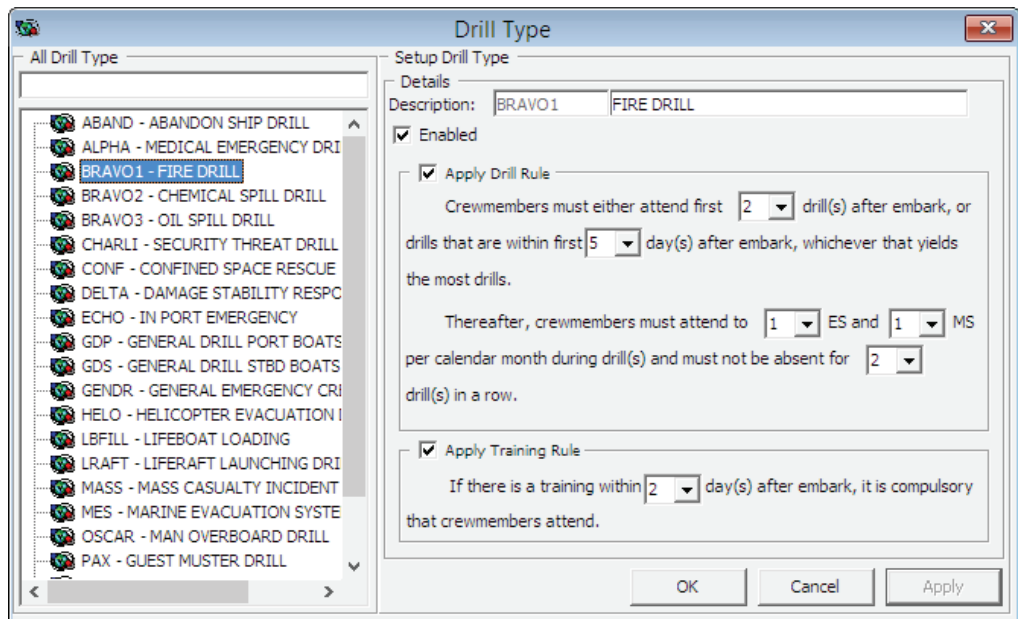 Drill Type
All Drill Type
ABAND - ABANDON SHIP DRILL
ALPHA - MEDICAL EMERGENCY DRI
BRAVO1 - FIRE DRILL
BRAVO2 - CHEMICAL SPILL DRILL
BRAVO3 - OIL SPILL DRILL
CHARLI - SECURITY THREAT DRILL
CONF - CONFINED SPACE RESCUE
DELTA - DAMAGE STABILITY RESPO
ECHO - IN PORT EMERGENCY
GDP - GENERAL DRILL PORT BOATS
GDS - GENERAL DRILL STBD BOATS
GENDR - GENERAL EMERGENCY CRE
HELO - HELICOPTER EVACUATION
LBFILL - LIFEBOAT LOADING
LRAFT - LIFERAFT LAUNCHING DRI
MASS - MASS CASUALTY INCIDENT
MES - MARINE EVACUATION SYSTE
OSCAR - MAN OVERBOARD DRILL
PAX - GUEST MUSTER DRILL
Setup Drill Type
Details
Description: BRAVO1 FIRE DRILL
Enabled
Apply Drill Rule
Crewmembers must either attend first 2 drill(s) after embark, or
drills that are within first 5 day(s) after embark, whichever that yields
the most drills.
Thereafter, crewmembers must attend to 1 ES and 1 MS
per calendar month during drill(s) and must not be absent for 2
drill(s) in a row.
Apply Training Rule
If there is a training within 2 day(s) after embark, it is compulsory
that crewmembers attend.
OK Cancel Apply